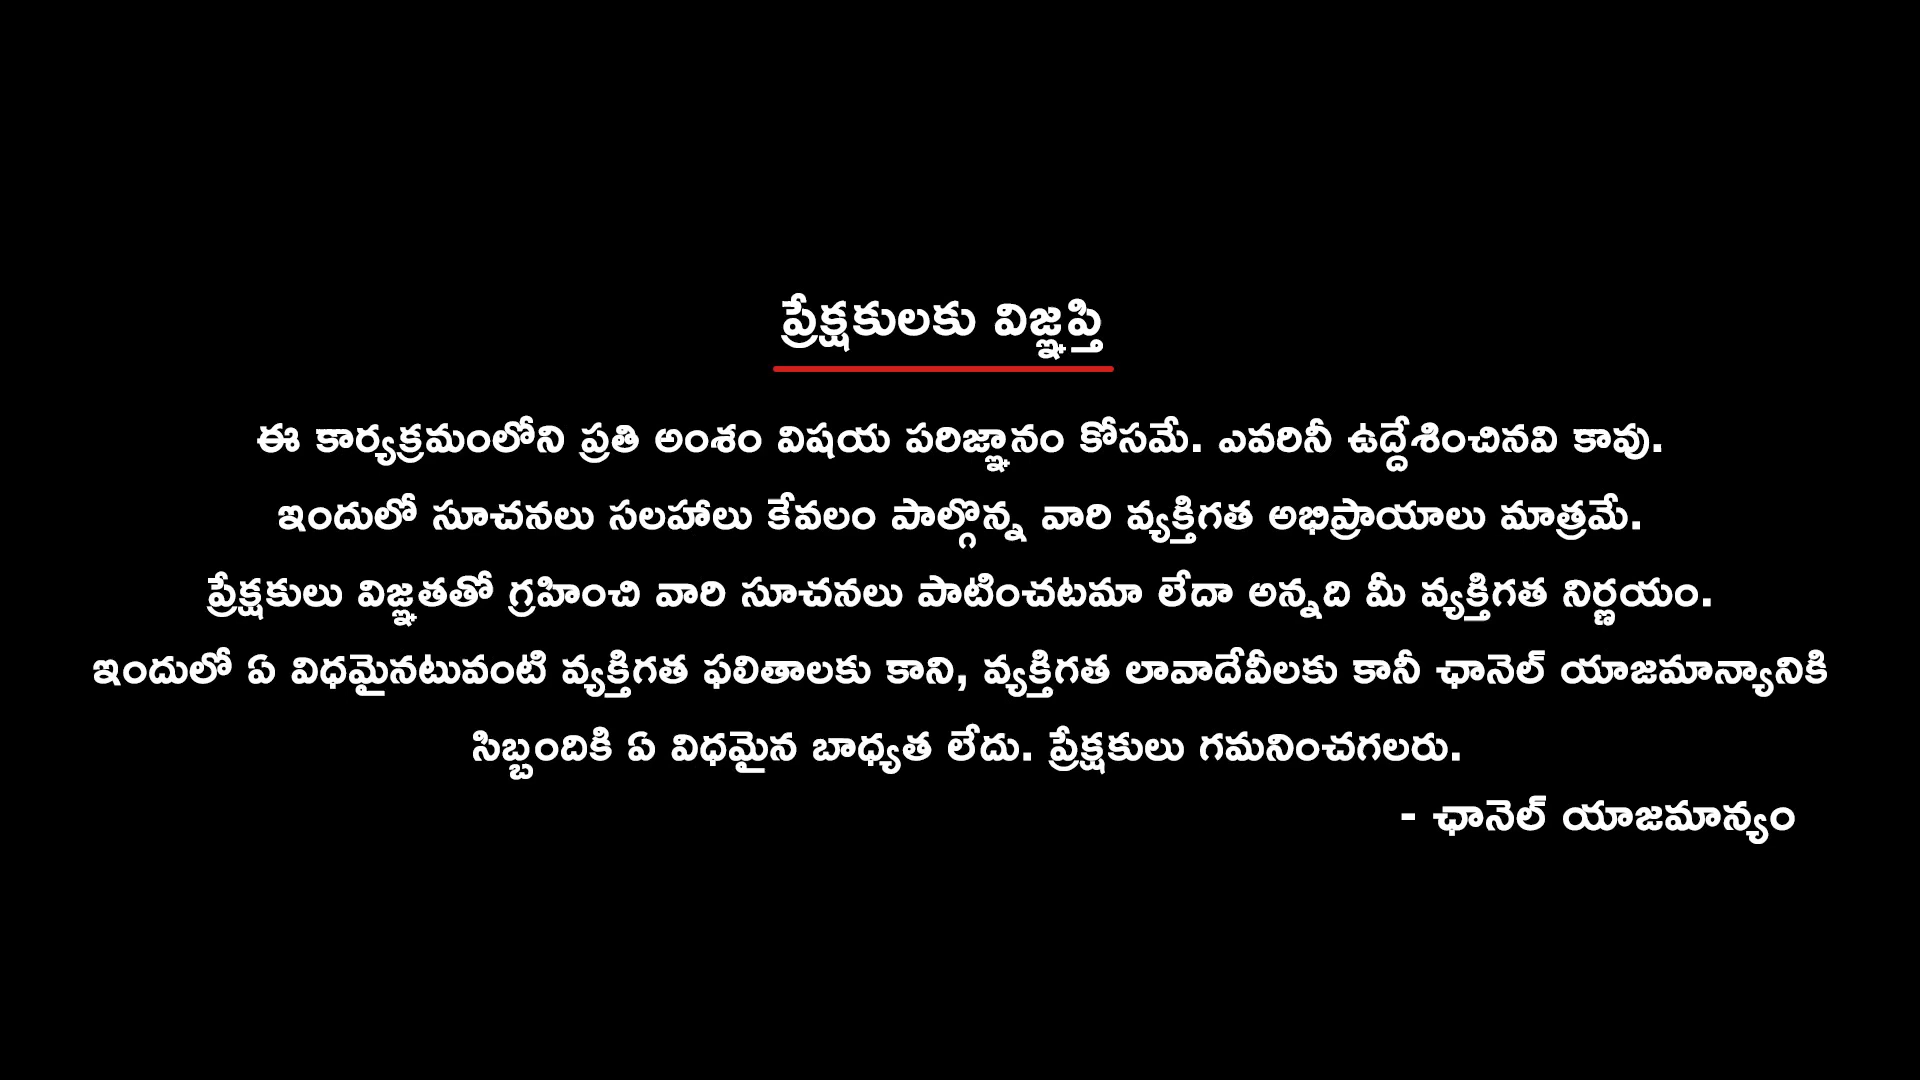 ప్రేక్షకులకు విజ్ఞప్తి
ఈ కార్యక్రమంలోని ప్రతి అంశం విషయ పరిజ్ఞానం కోసమే. ఎవరినీ ఉద్దేశించినవి కావు.
ఇందులో సూచనలు సలహాలు కేవలం పాల్గొన్న వారి వ్యక్తిగత అభిప్రాయాలు మాత్రమే.
ప్రేక్షకులు విజ్ఞతతో గ్రహించి వారి సూచనలు పాటించటమా లేదా అన్నది మీ వ్యక్తిగత నిర్ణయం.
ఇందులో ఏ విధమైనటువంటి వ్యక్తిగత ఫలితాలకు కాని, వ్యక్తిగత లావాదేవీలకు కానీ ఛానెల్ యాజమాన్యానికి
సిబ్బందికి ఏ విధమైన బాధ్యత లేదు. ప్రేక్షకులు గమనించగలరు.
- ఛానెల్ యాజమాన్యం